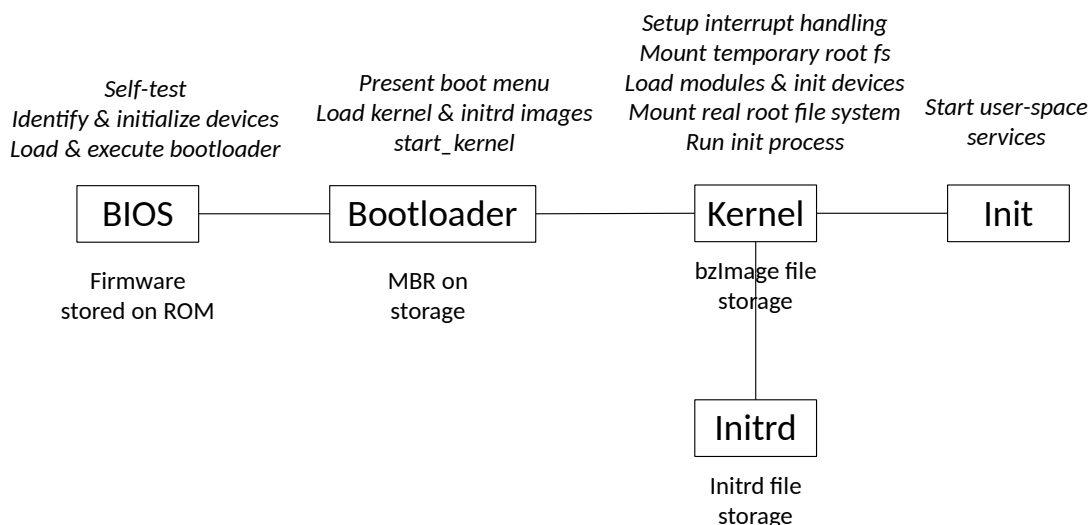 Self-test
Identify & initialize devices
Load & execute bootloader
BIOS
Firmware
stored on ROM
Present boot menu
Load kernel & initrd images
start_kernel
Bootloader
MBR on
storage
Setup interrupt handling
Mount temporary root fs
Load modules & init devices
Mount real root file system
Run init process
Kernel
bzImage file
storage
Initrd
Initrd file
storage
Start user-space
services
Init